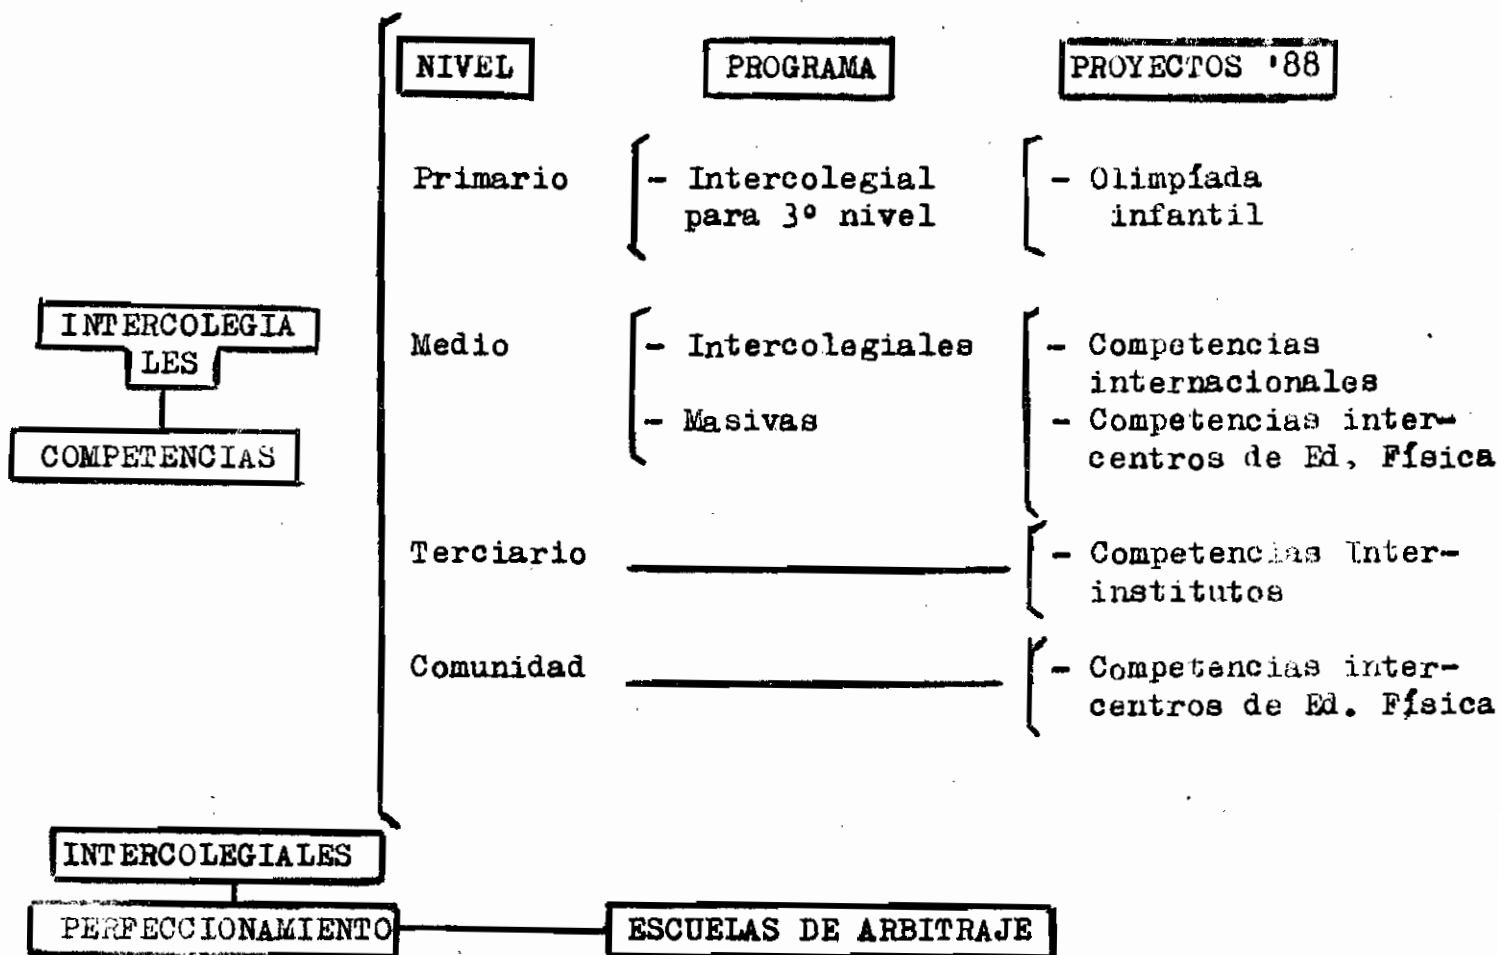 NIVEL PROGRAMA PROYECTOS '88
Primario - Intercolegial - Olimpíada
para 3º nivel infantil
INTERCOLEGIA
LES
COMPETENCIAS
Medio - Intercolegiales - Competencias
internacionales
- Masivas - Competencias inter-
centros de Ed. Física
Terciario - Competencias Inter-
institutos
Comunidad - Competencias inter-
centros de Ed. Física
INTERCOLEGIALES
PERFECCIONAMIENTO ESCUELAS DE ARBITRAJE